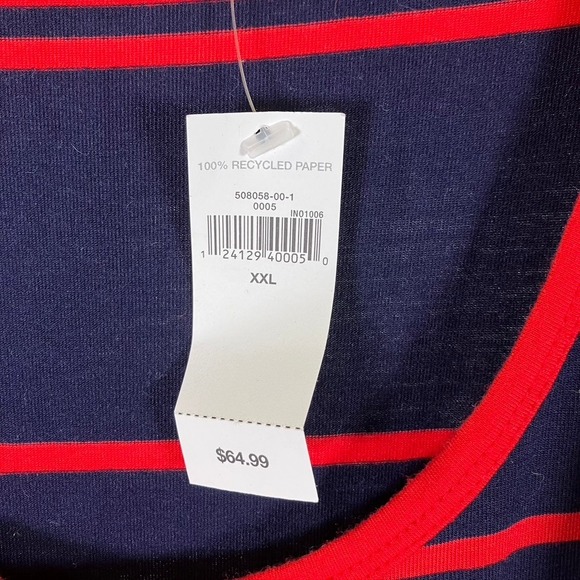 100% RECYCLED PAPER
508058-00-1
0005
IN01006
1 24129 40005 0
XXL
$64.99